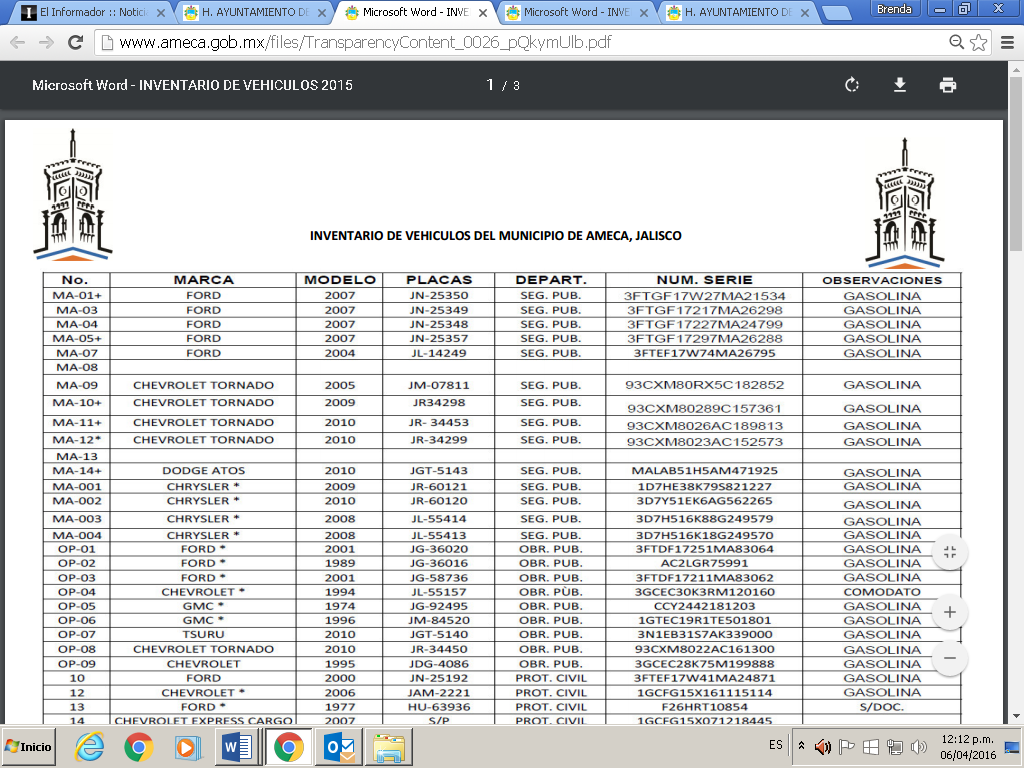 El Informador :: Notici
H. AYUNTAMIENTO DE
Microsoft Word - INVE
Microsoft Word - INVE
H. AYUNTAMIENTO DE
Brenda
www.ameca.gob.mx/files/TransparencyContent_0026_pQkymUlb.pdf
Microsoft Word - INVENTARIO DE VEHICULOS 2015
1 / 3
INVENTARIO DE VEHICULOS DEL MUNICIPIO DE AMECA, JALISCO
No. MARCA MODELO PLACAS DEPART. NUM. SERIE OBSERVACIONES
MA-01+ FORD 2007 JN-25350 SEG. PUB. 3FTGF17W27MA21534 GASOLINA
MA-03 FORD 2007 JN-25349 SEG. PUB. 3FTGF17217MA26298 GASOLINA
MA-04 FORD 2007 JN-25348 SEG. PUB. 3FTGF17227MA24799 GASOLINA
MA-05+ FORD 2007 JN-25357 SEG. PUB. 3FTGF17297MA26288 GASOLINA
MA-07 FORD 2004 JL-14249 SEG. PUB. 3FTEF17W74MA26795 GASOLINA
MA-08
MA-09 CHEVROLET TORNADO 2005 JM-07811 SEG. PUB. 93CXM80RX5C182852 GASOLINA
MA-10+ CHEVROLET TORNADO 2009 JR34298 SEG. PUB. 93CXM80289C157361 GASOLINA
MA-11+ CHEVROLET TORNADO 2010 JR- 34453 SEG. PUB. 93CXM8026AC189813 GASOLINA
MA-12* CHEVROLET TORNADO 2010 JR-34299 SEG. PUB. 93CXM8023AC152573 GASOLINA
MA-13
MA-14+ DODGE ATOS 2010 JGT-5143 SEG. PUB. MALAB51H5AM471925 GASOLINA
MA-001 CHRYSLER * 2009 JR-60121 SEG. PUB. 1D7HE38K79S821227 GASOLINA
MA-002 CHRYSLER * 2010 JR-60120 SEG. PUB. 3D7Y51EK6AG562265 GASOLINA
MA-003 CHRYSLER * 2008 JL-55414 SEG. PUB. 3D7H516K88G249579 GASOLINA
MA-004 CHRYSLER * 2008 JL-55413 SEG. PUB. 3D7H516K18G249570 GASOLINA
OP-01 FORD * 2001 JG-36020 OBR. PUB. 3FTDF17251MA83064 GASOLINA
OP-02 FORD * 1989 JG-36016 OBR. PUB. AC2LGR75991 GASOLINA
OP-03 FORD * 2001 JG-58736 OBR. PUB. 3FTDF17211MA83062 GASOLINA
OP-04 CHEVROLET * 1994 JL-55157 OBR. PÙB. 3GCEC30K3RM120160 COMODATO
OP-05 GMC * 1974 JG-92495 OBR. PUB. CCY2442181203 GASOLINA
OP-06 GMC * 1996 JM-84520 OBR. PUB. 1GTEC19R1TE501801 GASOLINA
OP-07 TSURU 2010 JGT-5140 OBR. PUB. 3N1EB31S7AK339000 GASOLINA
OP-08 CHEVROLET TORNADO 2010 JR-34450 OBR. PUB. 93CXM8022AC161300 GASOLINA
OP-09 CHEVROLET 1995 JDG-4086 OBR. PUB. 3GCEC28K75M199888 GASOLINA
10 FORD 2000 JN-25192 PROT. CIVIL 3FTEF17W41MA24871 GASOLINA
12 CHEVROLET * 2006 JAM-2221 PROT. CIVIL 1GCFG15X161115114 GASOLINA
13 FORD * 1977 HU-63936 PROT. CIVIL F26HRT10854 S/DOC.
14 CHEVROLET EXPRESS CARGO 2007 S/P PROT. CIVIL 1GCFG15X071218445 GASOLINA
Inicio
ES
12:12 p.m.
06/04/2016